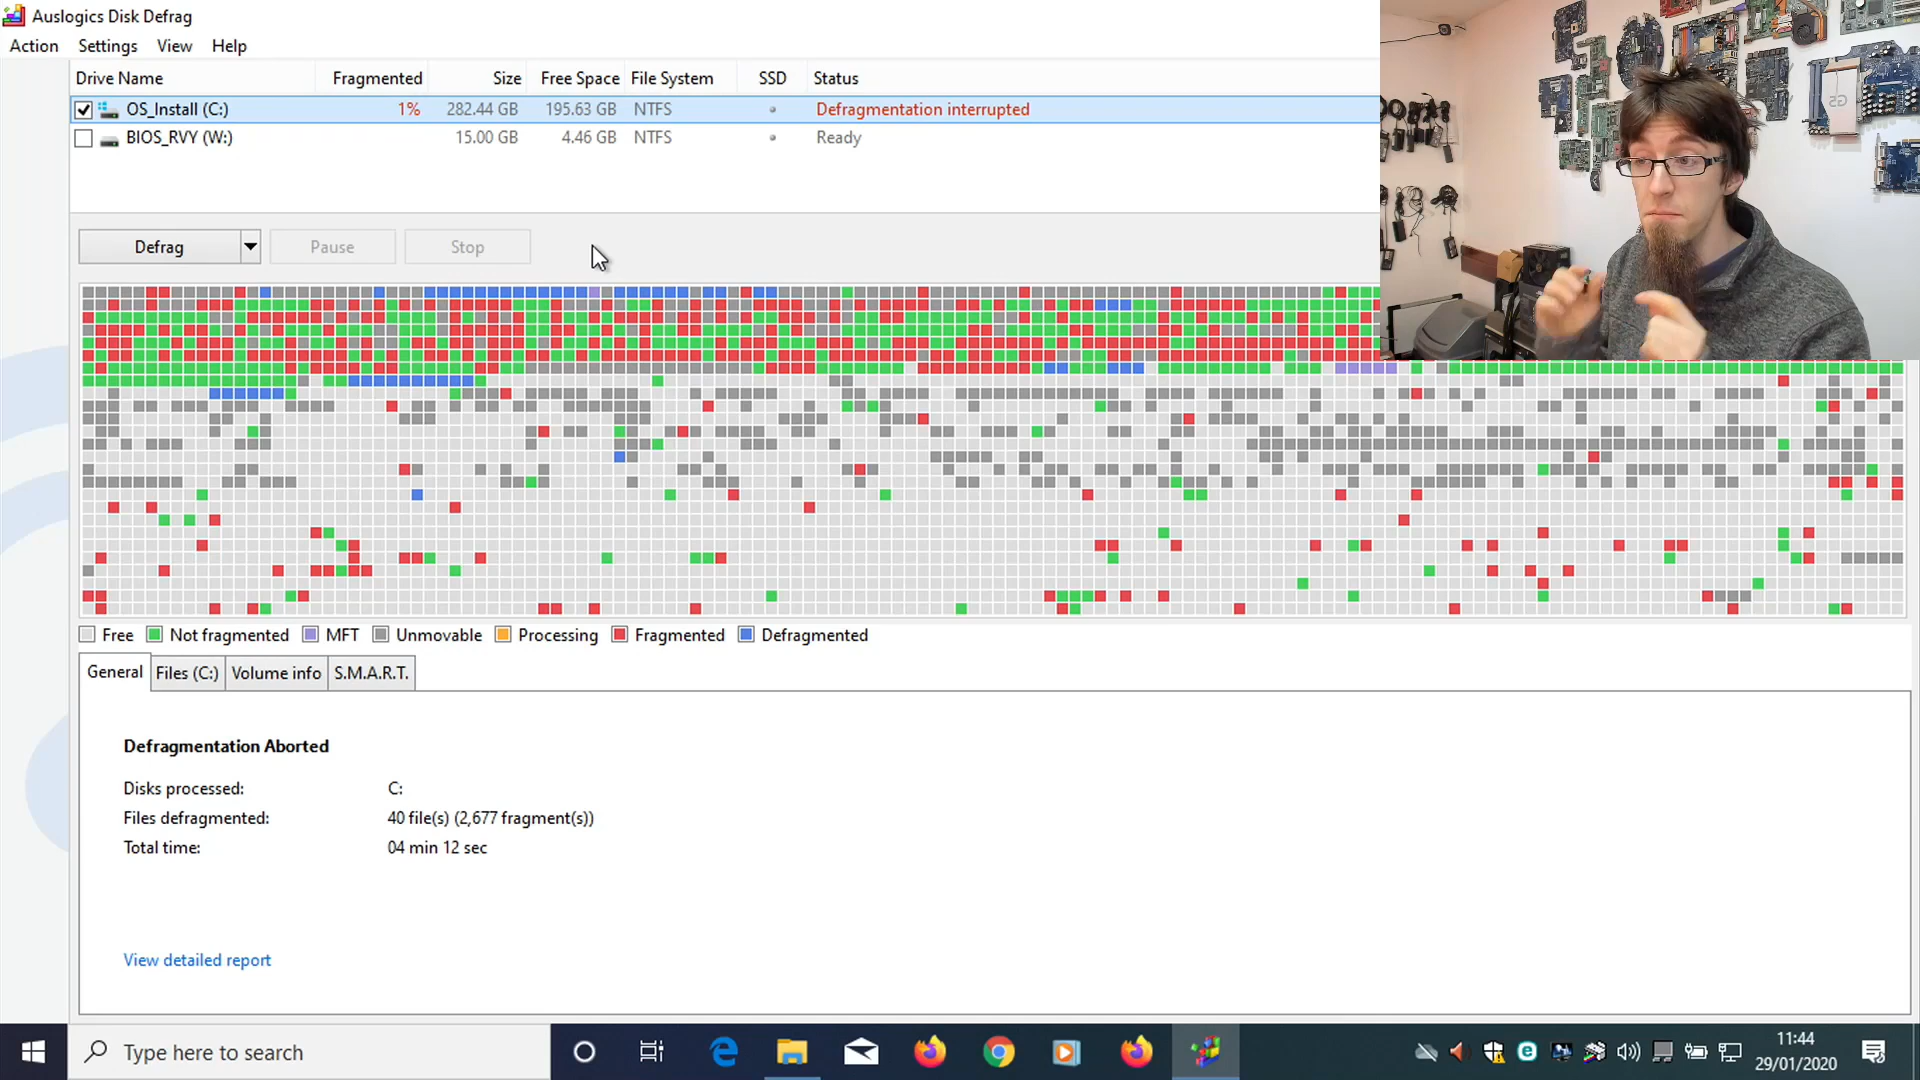 Auslogics Disk Defrag
Action Settings View Help
Drive Name Fragmented Size Free Space File System SSD Status
OS_Install (C:) 1% 282.44 GB 195.63 GB NTFS Defragmentation interrupted
BIOS_RVY (W:) 15.00 GB 4.46 GB NTFS Ready
Defrag Pause Stop
Free Not fragmented MFT Unmovable Processing Fragmented Defragmented
General Files (C:) Volume info S.M.A.R.T.
Defragmentation Aborted
Disks processed: C:
Files defragmented: 40 file(s) (2,677 fragment(s))
Total time: 04 min 12 sec
View detailed report
Type here to search
11:44
29/01/2020